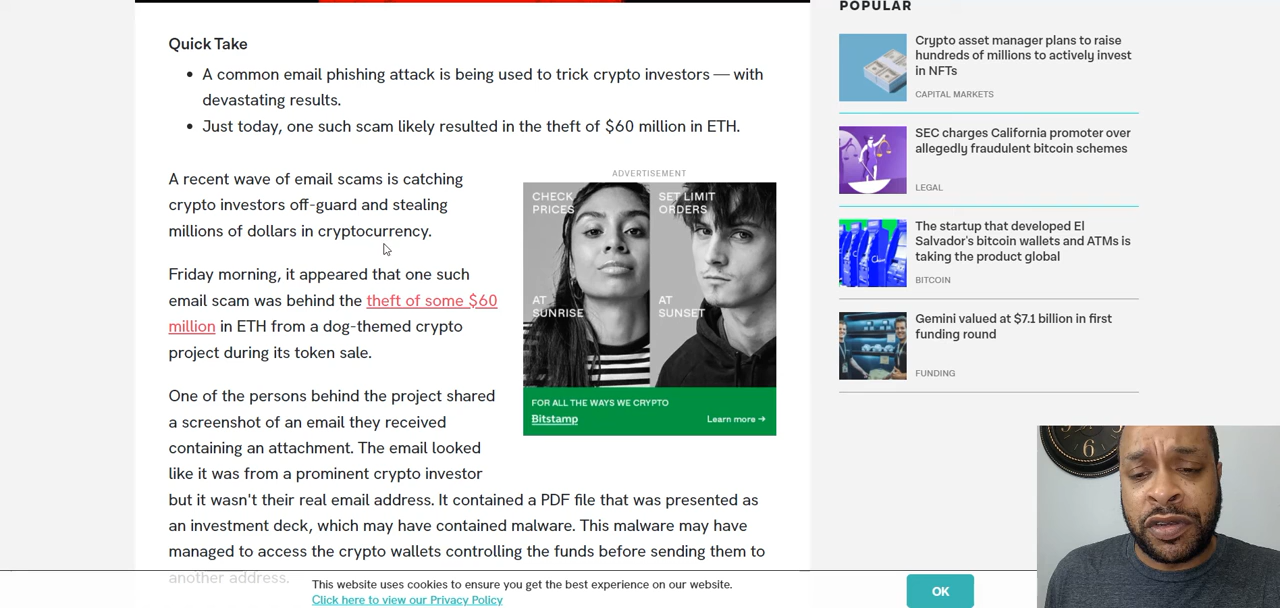 Quick Take
• A common email phishing attack is being used to trick crypto investors — with
devastating results.
• Just today, one such scam likely resulted in the theft of $60 million in ETH.
A recent wave of email scams is catching
crypto investors off-guard and stealing
millions of dollars in cryptocurrency.
Friday morning, it appeared that one such
email scam was behind the theft of some $60
million in ETH from a dog-themed crypto
project during its token sale.
One of the persons behind the project shared
a screenshot of an email they received
containing an attachment. The email looked
like it was from a prominent crypto investor
but it wasn't their real email address. It contained a PDF file that was presented as
an investment deck, which may have contained malware. This malware may have
managed to access the crypto wallets controlling the funds before sending them to
another address.
ADVERTISEMENT
CHECK
PRICES
SET LIMIT
ORDERS
AT
SUNRISE
AT
SUNSET
FOR ALL THE WAYS WE CRYPTO
Bitstamp
Learn more →
POPULAR
Crypto asset manager plans to raise
hundreds of millions to actively invest
in NFTs
CAPITAL MARKETS
SEC charges California promoter over
allegedly fraudulent bitcoin schemes
LEGAL
The startup that developed El
Salvador's bitcoin wallets and ATMs is
taking the product global
BITCOIN
Gemini valued at $7.1 billion in first
funding round
FUNDING
This website uses cookies to ensure you get the best experience on our website.
Click here to view our Privacy Policy
OK